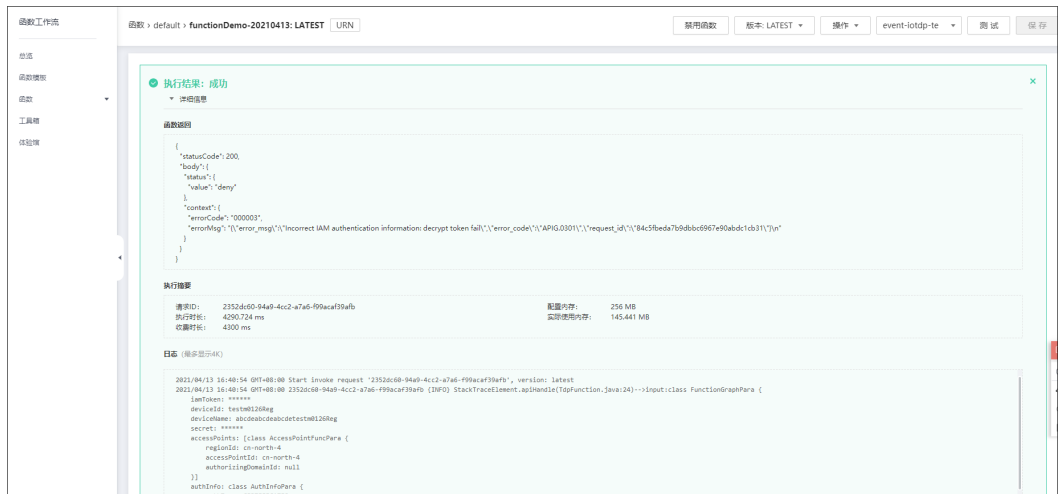 函数工作流
函数 › default › functionDemo-20210413: LATEST URN
禁用函数 版本: LATEST 操作 event-iotdp-te 测 试 保 存
总览
函数模板
函数
工具箱
体验馆
执行结果：成功
详细信息
函数返回
{
"statusCode": 200,
"body": {
"status": {
"value": "deny"
},
"context": {
"errorCode": "000003",
"errorMsg": "{\"error_msg\":\"Incorrect IAM authentication information: decrypt token fail\",\"error_code\":\"APIG.0301\",\"request_id\":\"84c5fbeda7b9dbbc6967e90abdc1cb31\"}\n"
}
}
}
执行摘要
请求ID: 2352dc60-94a9-4cc2-a7a6-f99acaf39afb 配置内存: 256 MB
执行时长: 4290.724 ms 实际使用内存: 145.441 MB
收费时长: 4300 ms
日志 (最多显示4K)
2021/04/13 16:40:54 GMT+08:00 Start invoke request '2352dc60-94a9-4cc2-a7a6-f99acaf39afb', version: latest
2021/04/13 16:40:54 GMT+08:00 2352dc60-94a9-4cc2-a7a6-f99acaf39afb {INFO} StackTraceElement.apiHandle(TdpFunction.java:24)-->input:class FunctionGraphPara {
iamToken: ******
deviceId: testm0126Reg
deviceName: abcdeabcdeabcdetestm0126Reg
secret: ******
accessPoints: [class AccessPointFuncPara {
regionId: cn-north-4
accessPointId: cn-north-4
authorizingDomainId: null
}]
authInfo: class AuthInfoPara {